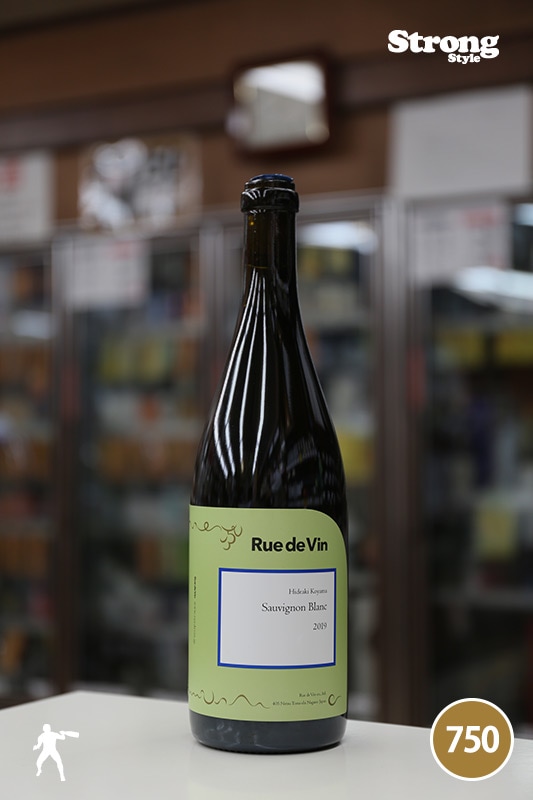 Strong
Style
Rue de Vin
Hideaki Koyama
Sauvignon Blanc
2019
750